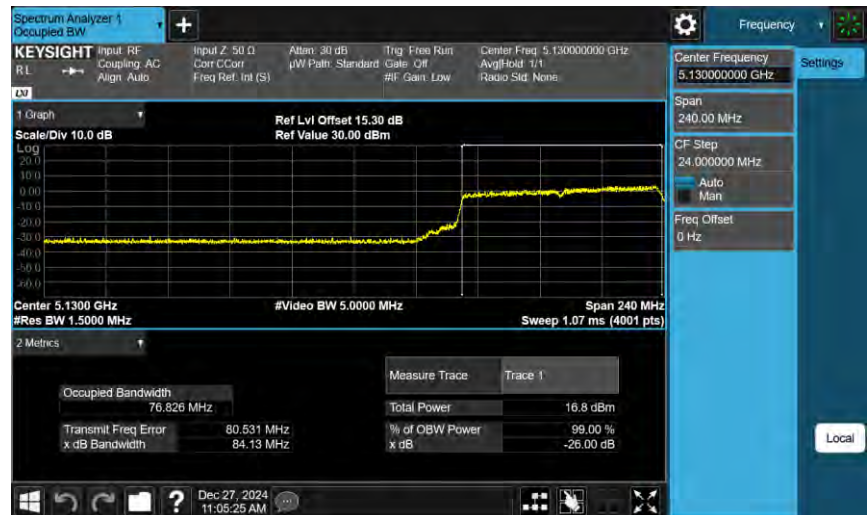 Spectrum Analyzer 1
Occupied BW
Frequency
KEYSIGHT
RL
LXI
Input: RF
Coupling: AC
Align: Auto
Input Z: 50 Ω
Corr CCorr
Freq Ref: Int (S)
Atten: 30 dB
µW Path: Standard
Trig: Free Run
Gate: Off
#IF Gain: Low
Center Freq: 5.130000000 GHz
Avg|Hold: 1/1
Radio Std: None
1 Graph
Scale/Div 10.0 dB
Ref Lvl Offset 15.30 dB
Ref Value 30.00 dBm
Log
20.0
10.0
0.00
-10.0
-20.0
-30.0
-40.0
-50.0
-60.0
Center 5.1300 GHz
#Video BW 5.0000 MHz
Span 240 MHz
#Res BW 1.5000 MHz
Sweep 1.07 ms (4001 pts)
2 Metrics
Measure Trace
Trace 1
Occupied Bandwidth
76.826 MHz
Total Power
16.8 dBm
Transmit Freq Error
80.531 MHz
% of OBW Power
99.00 %
x dB Bandwidth
84.13 MHz
x dB
-26.00 dB
?
Dec 27, 2024
11:05:25 AM
Center Frequency
5.130000000 GHz
Settings
Span
240.00 MHz
CF Step
24.000000 MHz
Auto
Man
Freq Offset
0 Hz
Local